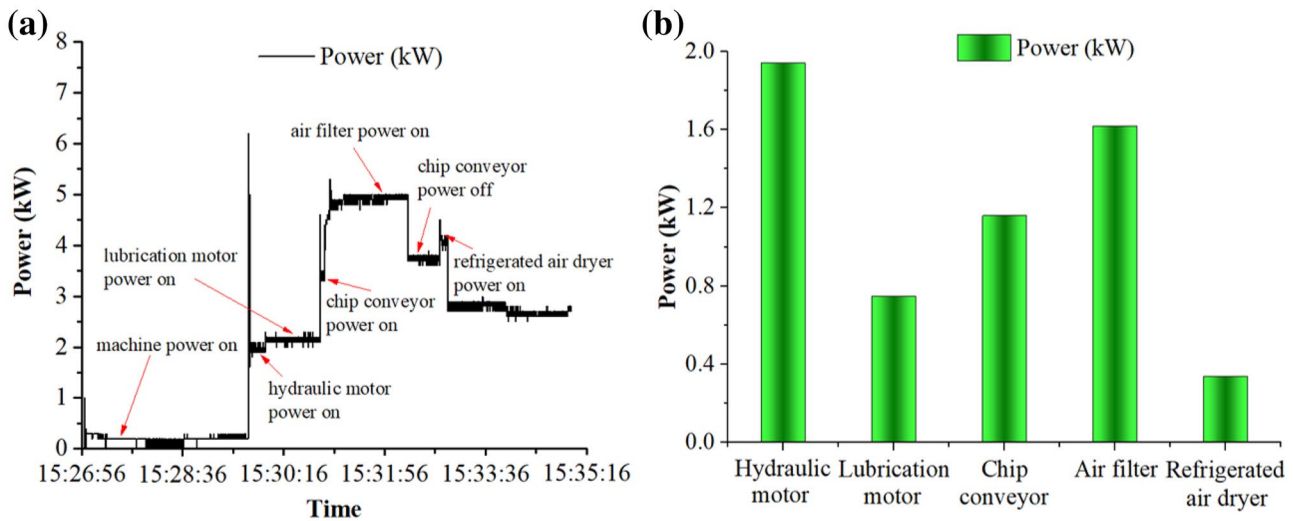 (a)
8
7
6
5
4
3
2
1
0
Power (kW)
Power (kW)
air filter power on
chip conveyor
power off
lubrication motor
power on
refrigerated air dryer
power on
chip conveyor
power on
machine power on
hydraulic motor
power on
15:26:56 15:28:36 15:30:16 15:31:56 15:33:36 15:35:16
Time
(b)
2.0
1.6
1.2
0.8
0.4
0.0
Power (kW)
Power (kW)
Hydraulic
motor
Lubrication
motor
Chip
conveyor
Air filter
Refrigerated
air dryer